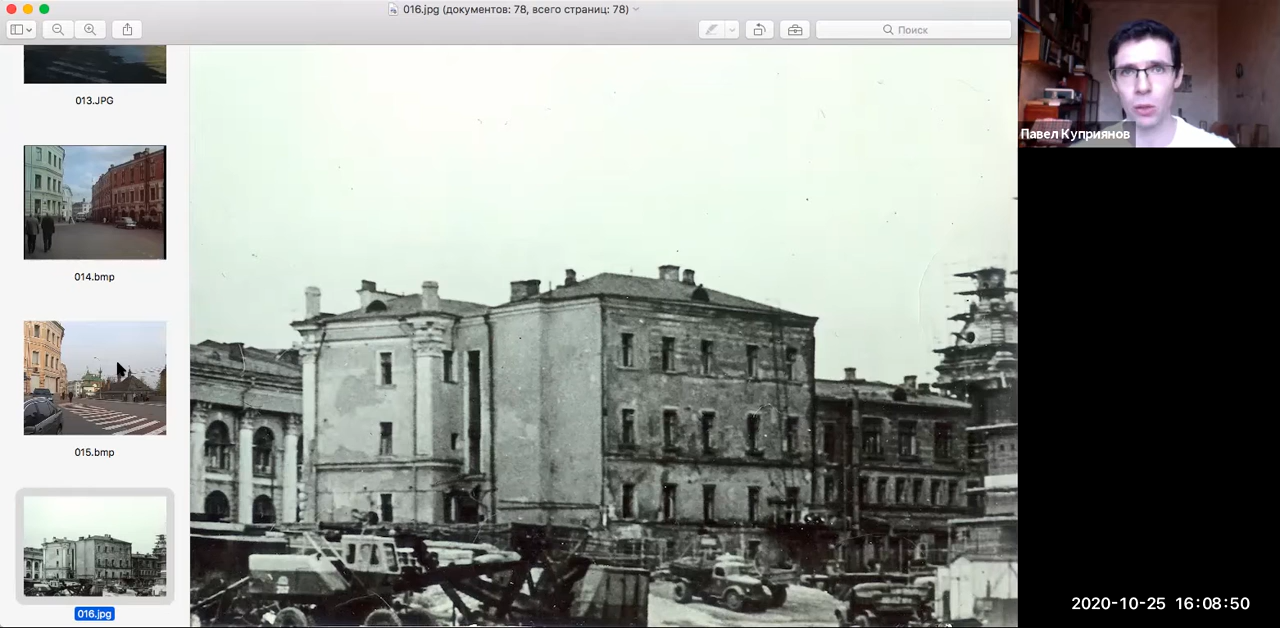 016.jpg (документов: 78, всего страниц: 78)
Поиск
013.JPG
014.bmp
015.bmp
016.jpg
Павел Куприянов
2020-10-25 16:08:50